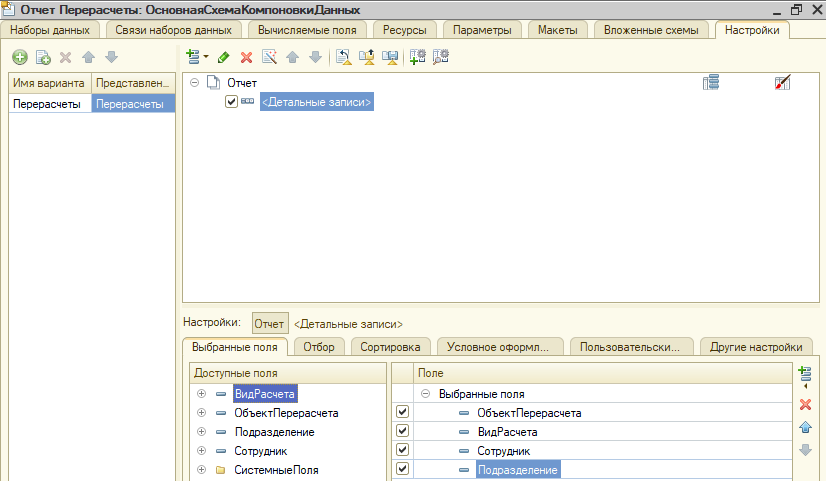 Отчет Перерасчеты: ОсновнаяСхемаКомпоновкиДанных
Наборы данных Связи наборов данных Вычисляемые поля Ресурсы Параметры Макеты Вложенные схемы Настройки
Имя варианта Представлен...
Перерасчеты Перерасчеты
Отчет
<Детальные записи>
Настройки: Отчет <Детальные записи>
Выбранные поля Отбор Сортировка Условное оформл... Пользовательски... Другие настройки
Доступные поля Поле
ВидРасчета Выбранные поля
ОбъектПерерасчета ОбъектПерерасчета
Подразделение ВидРасчета
Сотрудник Сотрудник
СистемныеПоля Подразделение